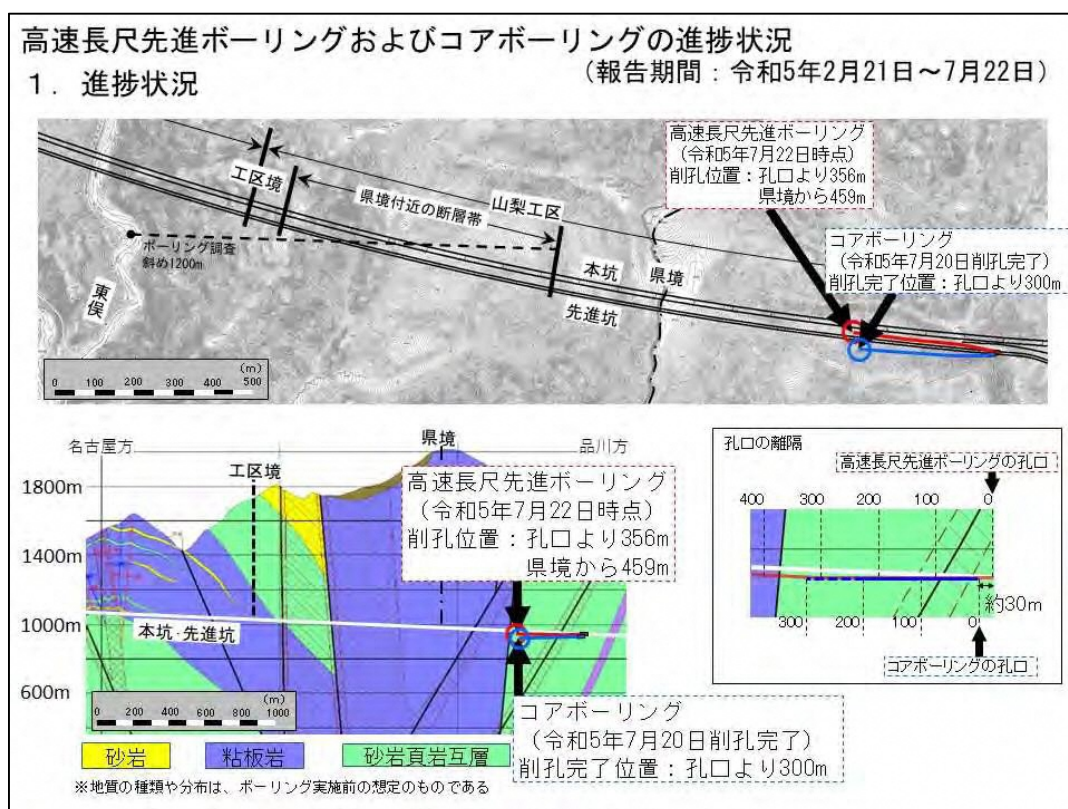 高速長尺先進ボーリングおよびコアボーリングの進捗状況
1．進捗状況
（報告期間：令和5年2月21日～7月22日）
高速長尺先進ボーリング
（令和5年7月22日時点）
削孔位置：孔口より356m
県境から459m
工区境
県境付近の断層帯
山梨工区
コアボーリング
（令和5年7月20日削孔完了）
削孔完了位置：孔口より300m
ボーリング調査
斜め1200m
本坑
県境
先進坑
東俣
(m)
0 100 200 300 400 500
名古屋方
県境
品川方
工区境
高速長尺先進ボーリング
（令和5年7月22日時点）
削孔位置：孔口より356m
県境から459m
1800m
1400m
1000m
600m
本坑・先進坑
(m)
0 200 400 600 800 1000
コアボーリング
（令和5年7月20日削孔完了）
削孔完了位置：孔口より300m
砂岩
粘板岩
砂岩頁岩互層
※地質の種類や分布は、ボーリング実施前の想定のものである
孔口の離隔
高速長尺先進ボーリングの孔口
400 300 200 100 0
約30m
300 200 100 0
コアボーリングの孔口